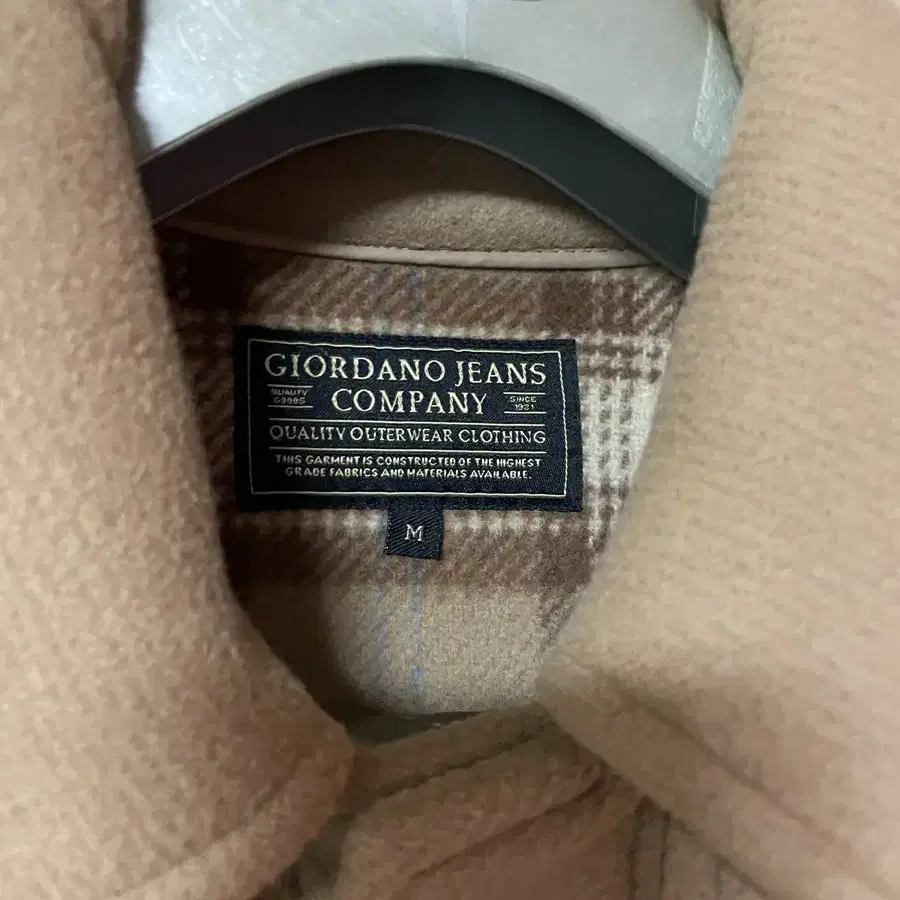 GIORDANO JEANS
QUALITY
GOODS
COMPANY
SINCE
1981
QUALITY OUTERWEAR CLOTHING
THIS GARMENT IS CONSTRUCTED OF THE HIGHEST
GRADE FABRICS AND MATERIALS AVAILABLE.
M